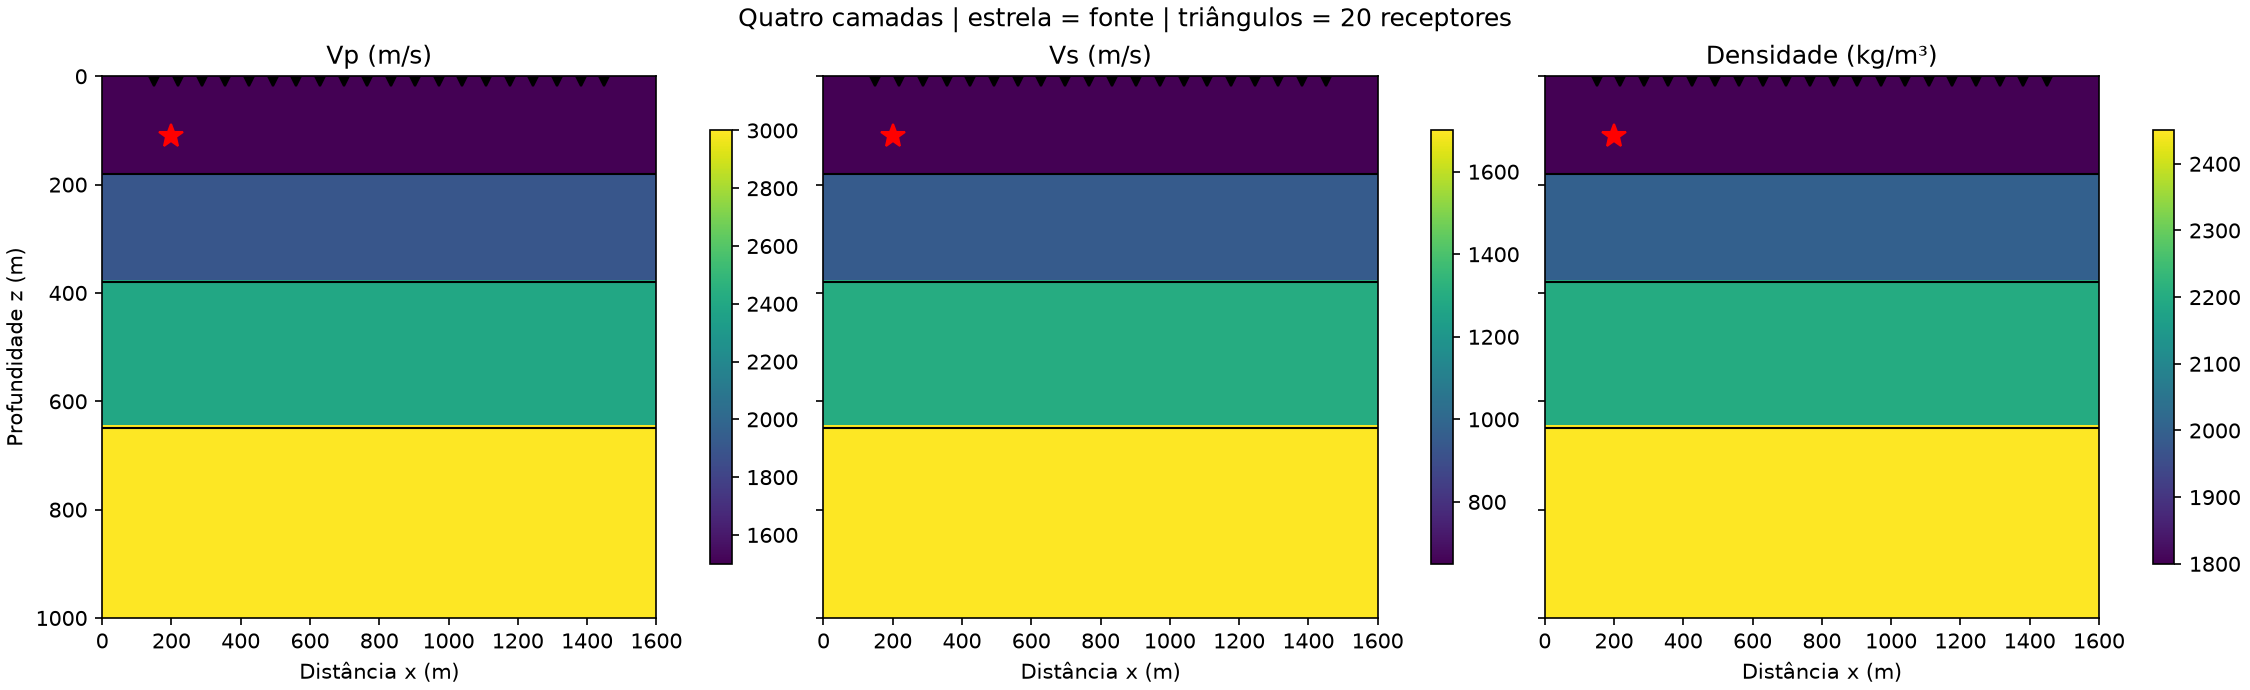 Quatro camadas | estrela = fonte | triângulos = 20 receptores
Vp (m/s)
Profundidade z (m)
0
200
400
600
800
1000
0 200 400 600 800 1000 1200 1400 1600
Distância x (m)
3000
2800
2600
2400
2200
2000
1800
1600
Vs (m/s)
0 200 400 600 800 1000 1200 1400 1600
Distância x (m)
1600
1400
1200
1000
800
Densidade (kg/m³)
0 200 400 600 800 1000 1200 1400 1600
Distância x (m)
2400
2300
2200
2100
2000
1900
1800